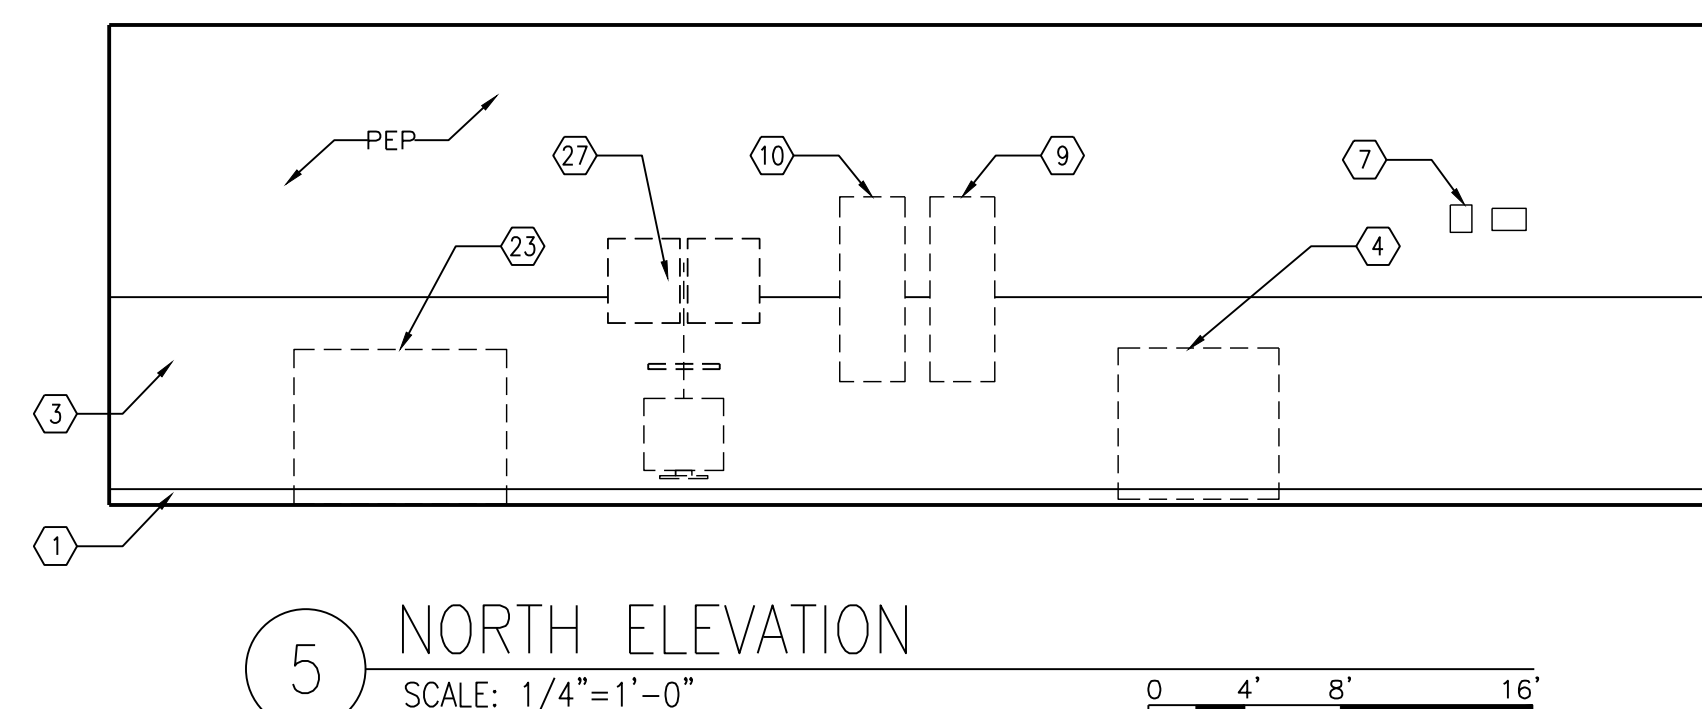 PEP
27
10
9
7
23
4
3
1
5
NORTH ELEVATION
SCALE: 1/4"=1'-0"
0 4' 8' 16'